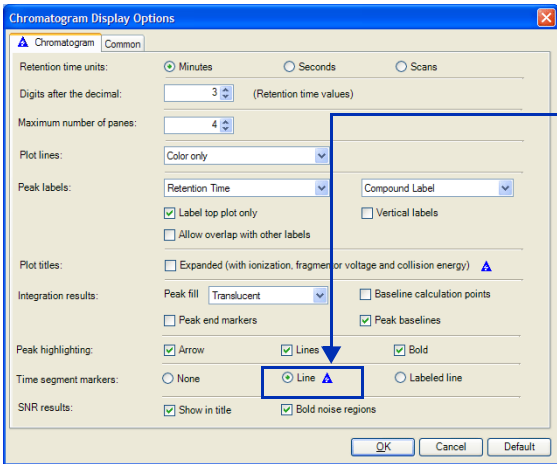 Chromatogram Display Options
Chromatogram Common
Retention time units: Minutes Seconds Scans
Digits after the decimal: 3 (Retention time values)
Maximum number of panes: 4
Plot lines: Color only
Peak labels: Retention Time Compound Label
Label top plot only Vertical labels
Allow overlap with other labels
Plot titles: Expanded (with ionization, fragmentor voltage and collision energy)
Integration results: Peak fill Translucent Baseline calculation points
Peak end markers Peak baselines
Peak highlighting: Arrow Lines Bold
Time segment markers: None Line Labeled line
SNR results: Show in title Bold noise regions
OK Cancel Default